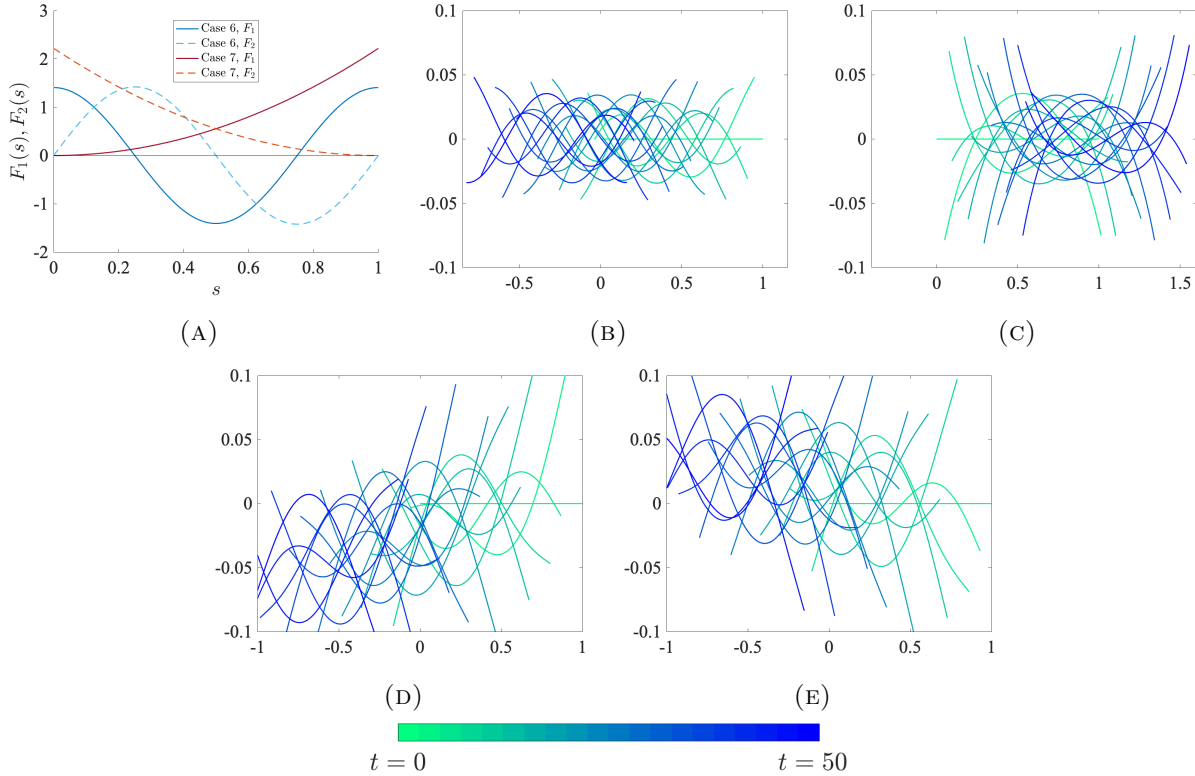 3
2
1
0
-1
-2
F₁(s), F₂(s)
Case 6, F₁
Case 6, F₂
Case 7, F₁
Case 7, F₂
0 0.2 0.4 0.6 0.8 1
s
(A)
0.1
0.05
0
-0.05
-0.1
-0.5 0 0.5 1
(B)
0.1
0.05
0
-0.05
-0.1
0 0.5 1 1.5
(C)
0.1
0.05
0
-0.05
-0.1
-1 -0.5 0 0.5 1
(D)
0.1
0.05
0
-0.05
-0.1
-1 -0.5 0 0.5 1
(E)
t = 0 t = 50